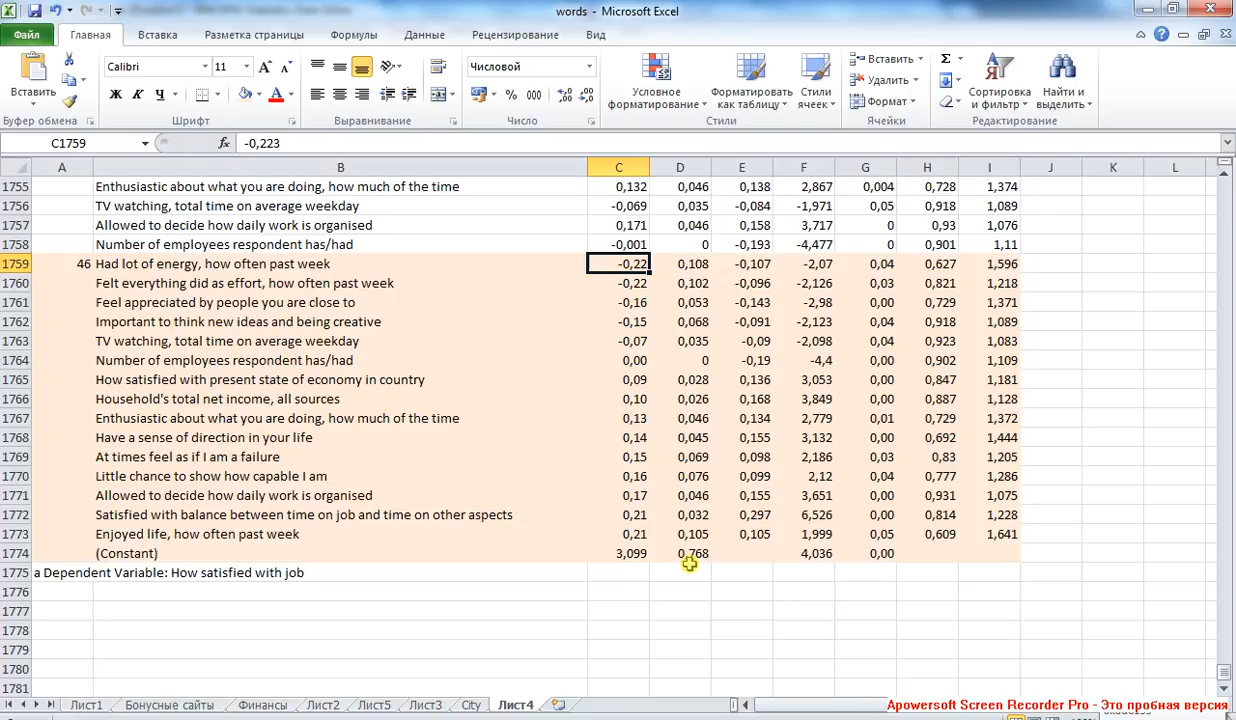 words - Microsoft Excel
Файл Главная Вставка Разметка страницы Формулы Данные Рецензирование Вид
Calibri 11 Числовой Вставить Σ
Вставить Ж К Ч А % 000 Условное форматирование Форматировать как таблицу Стили ячеек Удалить Формат Сортировка и фильтр Найти и выделить
Буфер обмена Шрифт Выравнивание Число Стили Ячейки Редактирование
C1759 fx -0,223
A B C D E F G H I J K L
1755 Enthusiastic about what you are doing, how much of the time 0,132 0,046 0,138 2,867 0,004 0,728 1,374
1756 TV watching, total time on average weekday -0,069 0,035 -0,084 -1,971 0,05 0,918 1,089
1757 Allowed to decide how daily work is organised 0,171 0,046 0,158 3,717 0 0,93 1,076
1758 Number of employees respondent has/had -0,001 0 -0,193 -4,477 0 0,901 1,11
1759 46 Had lot of energy, how often past week -0,22 0,108 -0,107 -2,07 0,04 0,627 1,596
1760 Felt everything did as effort, how often past week -0,22 0,102 -0,096 -2,126 0,03 0,821 1,218
1761 Feel appreciated by people you are close to -0,16 0,053 -0,143 -2,98 0,00 0,729 1,371
1762 Important to think new ideas and being creative -0,15 0,068 -0,091 -2,123 0,04 0,918 1,089
1763 TV watching, total time on average weekday -0,07 0,035 -0,09 -2,098 0,04 0,923 1,083
1764 Number of employees respondent has/had 0,00 0 -0,19 -4,4 0,00 0,902 1,109
1765 How satisfied with present state of economy in country 0,09 0,028 0,136 3,053 0,00 0,847 1,181
1766 Household's total net income, all sources 0,10 0,026 0,168 3,849 0,00 0,887 1,128
1767 Enthusiastic about what you are doing, how much of the time 0,13 0,046 0,134 2,779 0,01 0,729 1,372
1768 Have a sense of direction in your life 0,14 0,045 0,155 3,132 0,00 0,692 1,444
1769 At times feel as if I am a failure 0,15 0,069 0,098 2,186 0,03 0,83 1,205
1770 Little chance to show how capable I am 0,16 0,076 0,099 2,12 0,04 0,777 1,286
1771 Allowed to decide how daily work is organised 0,17 0,046 0,155 3,651 0,00 0,931 1,075
1772 Satisfied with balance between time on job and time on other aspects 0,21 0,032 0,297 6,526 0,00 0,814 1,228
1773 Enjoyed life, how often past week 0,21 0,105 0,105 1,999 0,05 0,609 1,641
1774 (Constant) 3,099 0,768 4,036 0,00
1775 a Dependent Variable: How satisfied with job
1776
1777
1778
1779
1780
1781
Лист1 Бонусные сайты Финансы Лист2 Лист5 Лист3 City Лист4
Apowersoft Screen Recorder Pro - Это пробная версия